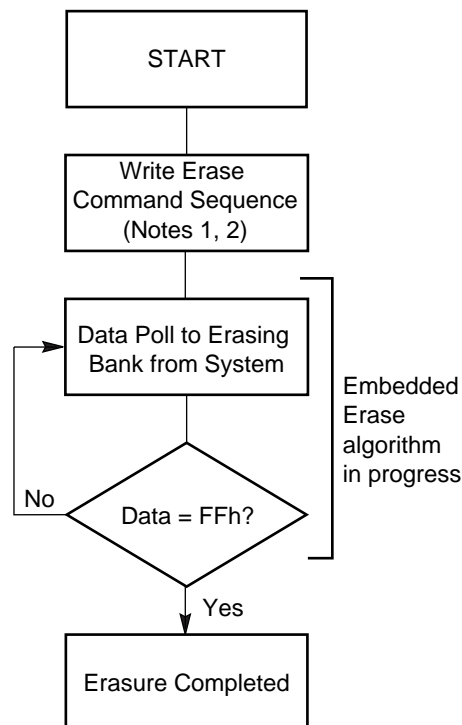 START
Write Erase
Command Sequence
(Notes 1, 2)
Data Poll to Erasing
Bank from System
Embedded
Erase
algorithm
in progress
No
Data = FFh?
Yes
Erasure Completed